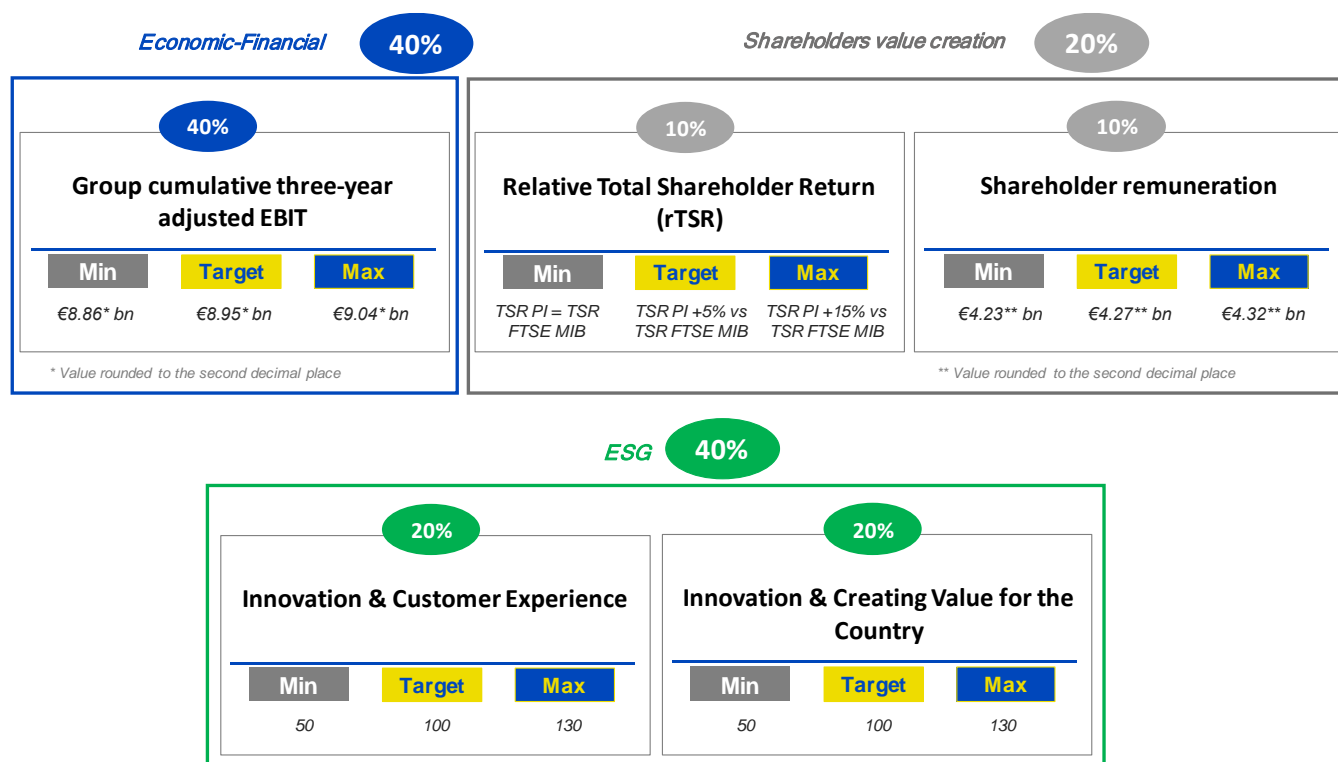 Economic-Financial
40%
Shareholders value creation
20%
40%
Group cumulative three-year
adjusted EBIT
Min
Target
Max
€8.86* bn
€8.95* bn
€9.04* bn
* Value rounded to the second decimal place
10%
Relative Total Shareholder Return
(rTSR)
Min
Target
Max
TSR PI = TSR
FTSE MIB
TSR PI +5% vs
TSR FTSE MIB
TSR PI +15% vs
TSR FTSE MIB
10%
Shareholder remuneration
Min
Target
Max
€4.23** bn
€4.27** bn
€4.32** bn
** Value rounded to the second decimal place
ESG
40%
20%
Innovation & Customer Experience
Min
Target
Max
50
100
130
20%
Innovation & Creating Value for the
Country
Min
Target
Max
50
100
130